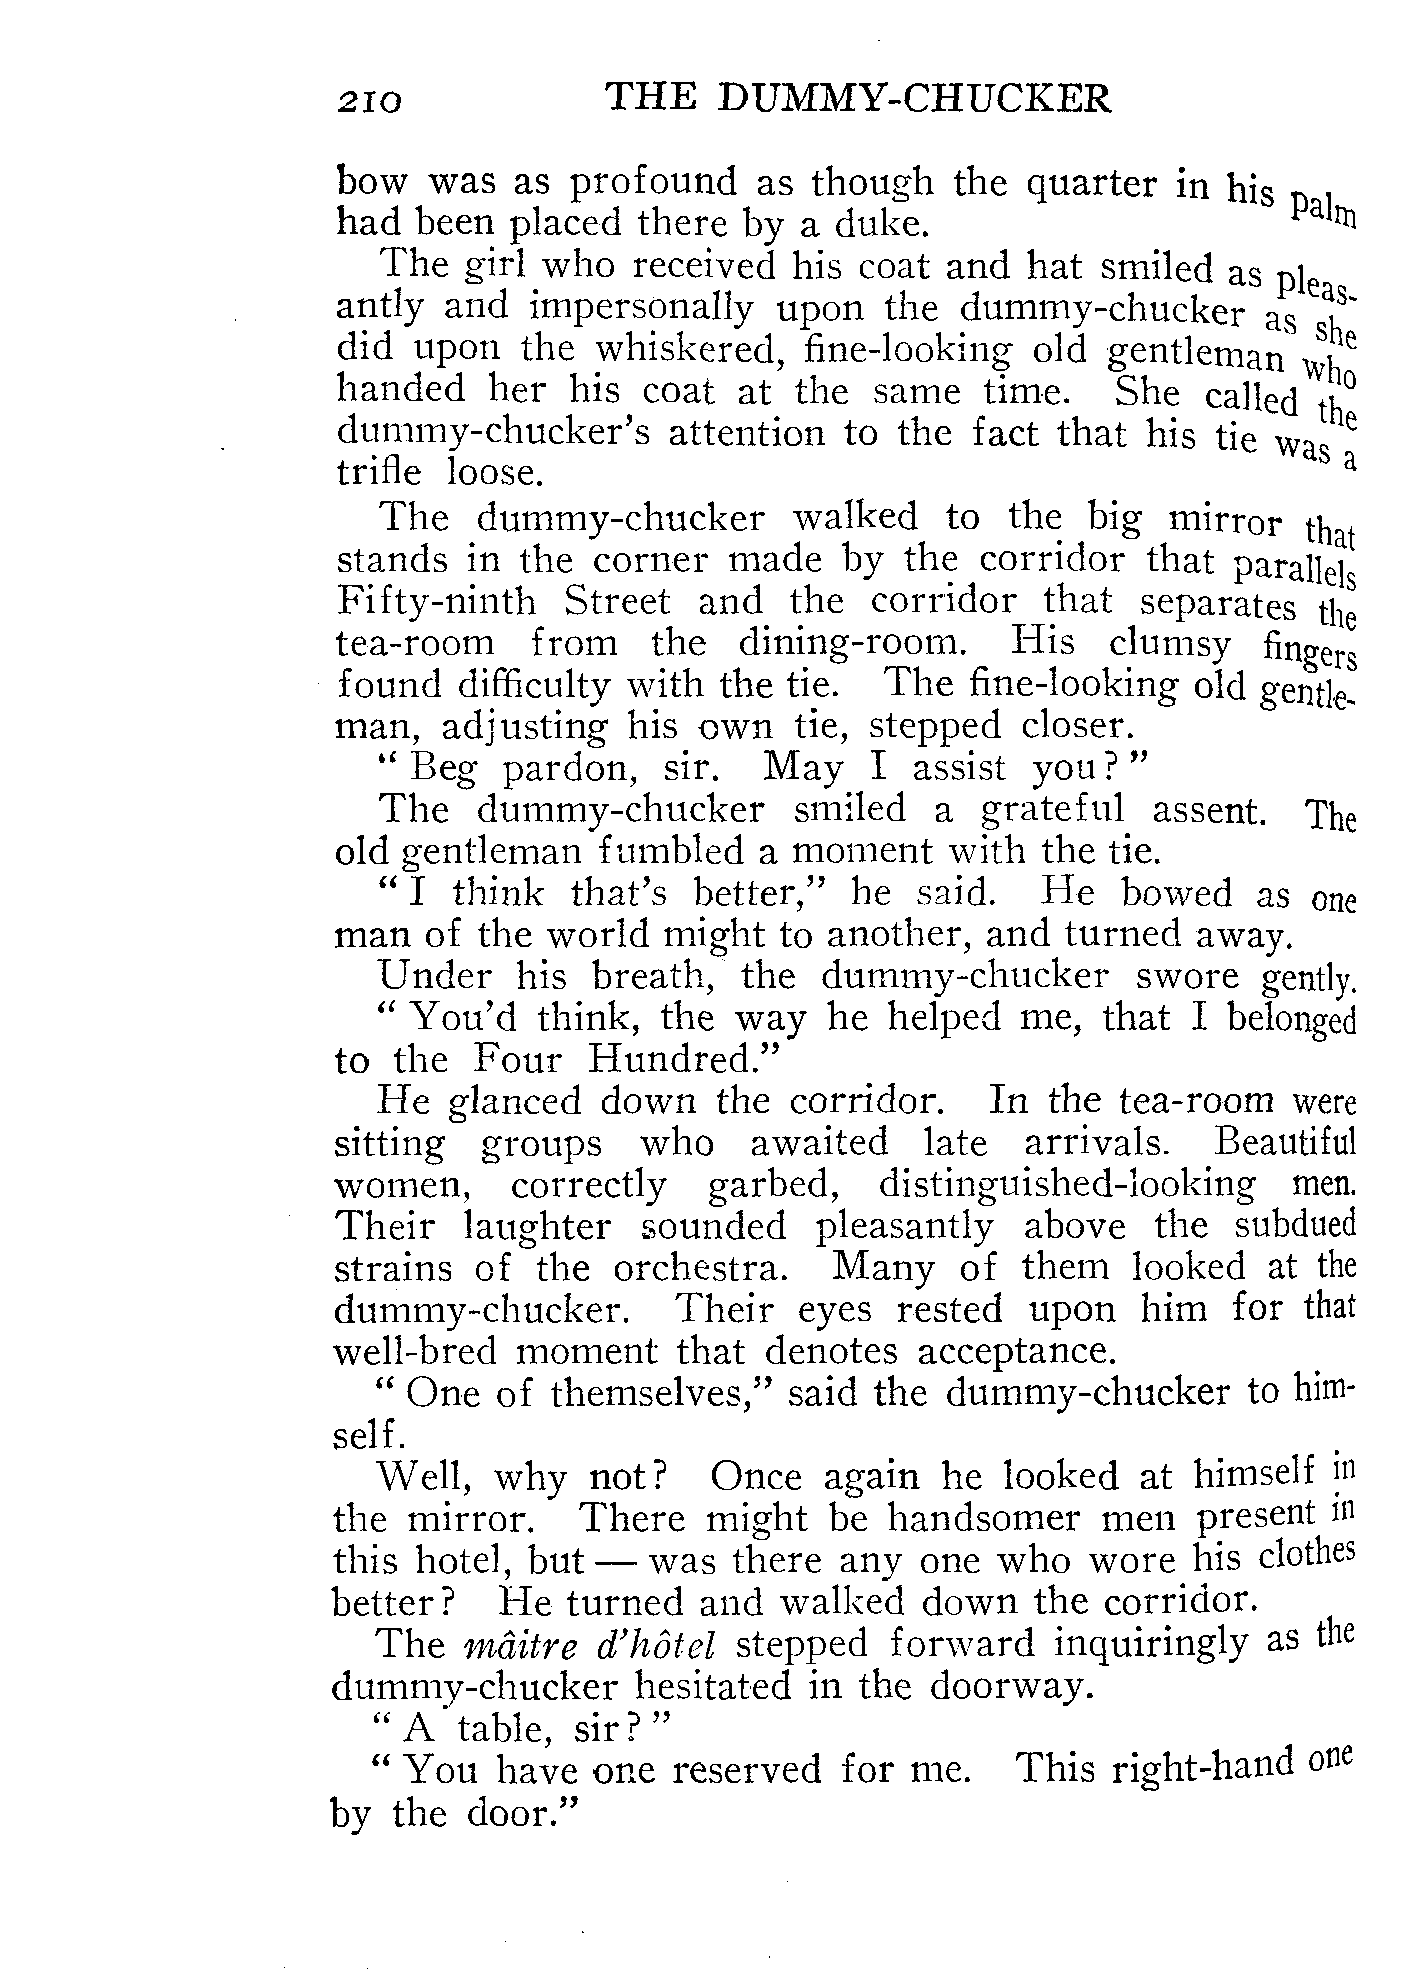 210 THE DUMMY-CHUCKER
bow was as profound as though the quarter in his palm
had been placed there by a duke.
The girl who received his coat and hat smiled as pleas-
antly and impersonally upon the dummy-chucker as she
did upon the whiskered, fine-looking old gentleman who
handed her his coat at the same time. She called the
dummy-chucker's attention to the fact that his tie was a
trifle loose.
The dummy-chucker walked to the big mirror that
stands in the corner made by the corridor that parallels
Fifty-ninth Street and the corridor that separates the
tea-room from the dining-room. His clumsy fingers
found difficulty with the tie. The fine-looking old gentle-
man, adjusting his own tie, stepped closer.
" Beg pardon, sir. May I assist you? "
The dummy-chucker smiled a grateful assent. The
old gentleman fumbled a moment with the tie.
" I think that's better," he said. He bowed as one
man of the world might to another, and turned away.
Under his breath, the dummy-chucker swore gently.
" You'd think, the way he helped me, that I belonged
to the Four Hundred."
He glanced down the corridor. In the tea-room were
sitting groups who awaited late arrivals. Beautiful
women, correctly garbed, distinguished-looking men.
Their laughter sounded pleasantly above the subdued
strains of the orchestra. Many of them looked at the
dummy-chucker. Their eyes rested upon him for that
well-bred moment that denotes acceptance.
" One of themselves," said the dummy-chucker to him-
self.
Well, why not? Once again he looked at himself in
the mirror. There might be handsomer men present in
this hotel, but — was there any one who wore his clothes
better? He turned and walked down the corridor.
The mâitre d'hôtel stepped forward inquiringly as the
dummy-chucker hesitated in the doorway.
" A table, sir? "
" You have one reserved for me. This right-hand one
by the door."